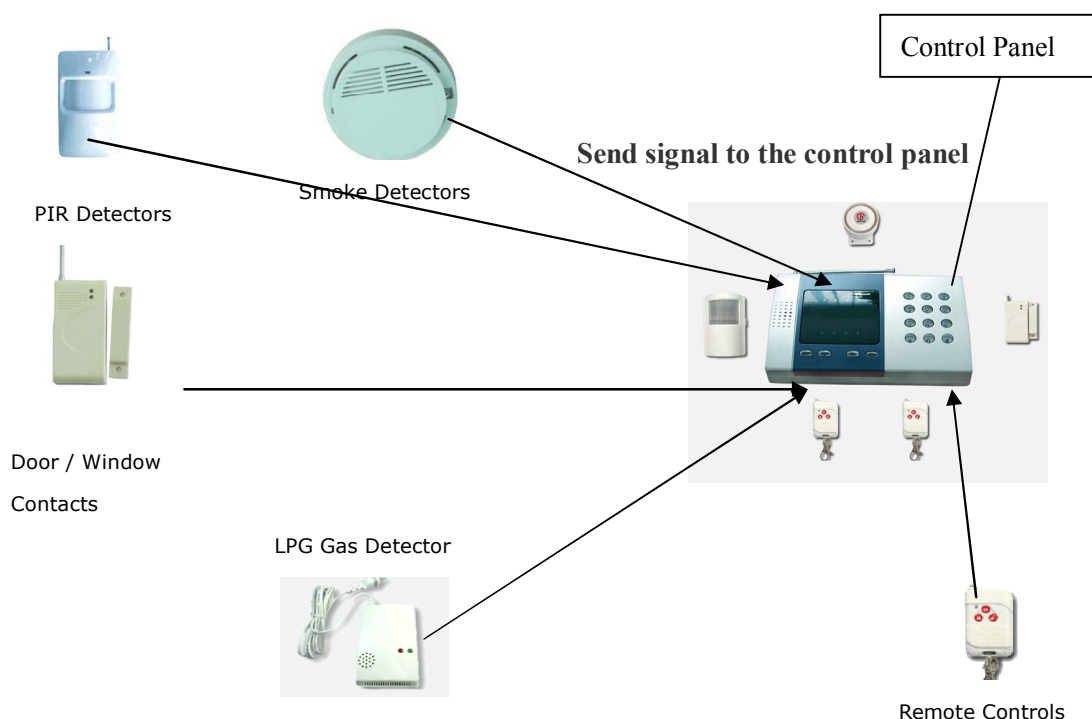 Control Panel
Send signal to the control panel
Smoke Detectors
PIR Detectors
Door / Window
Contacts
LPG Gas Detector
Remote Controls